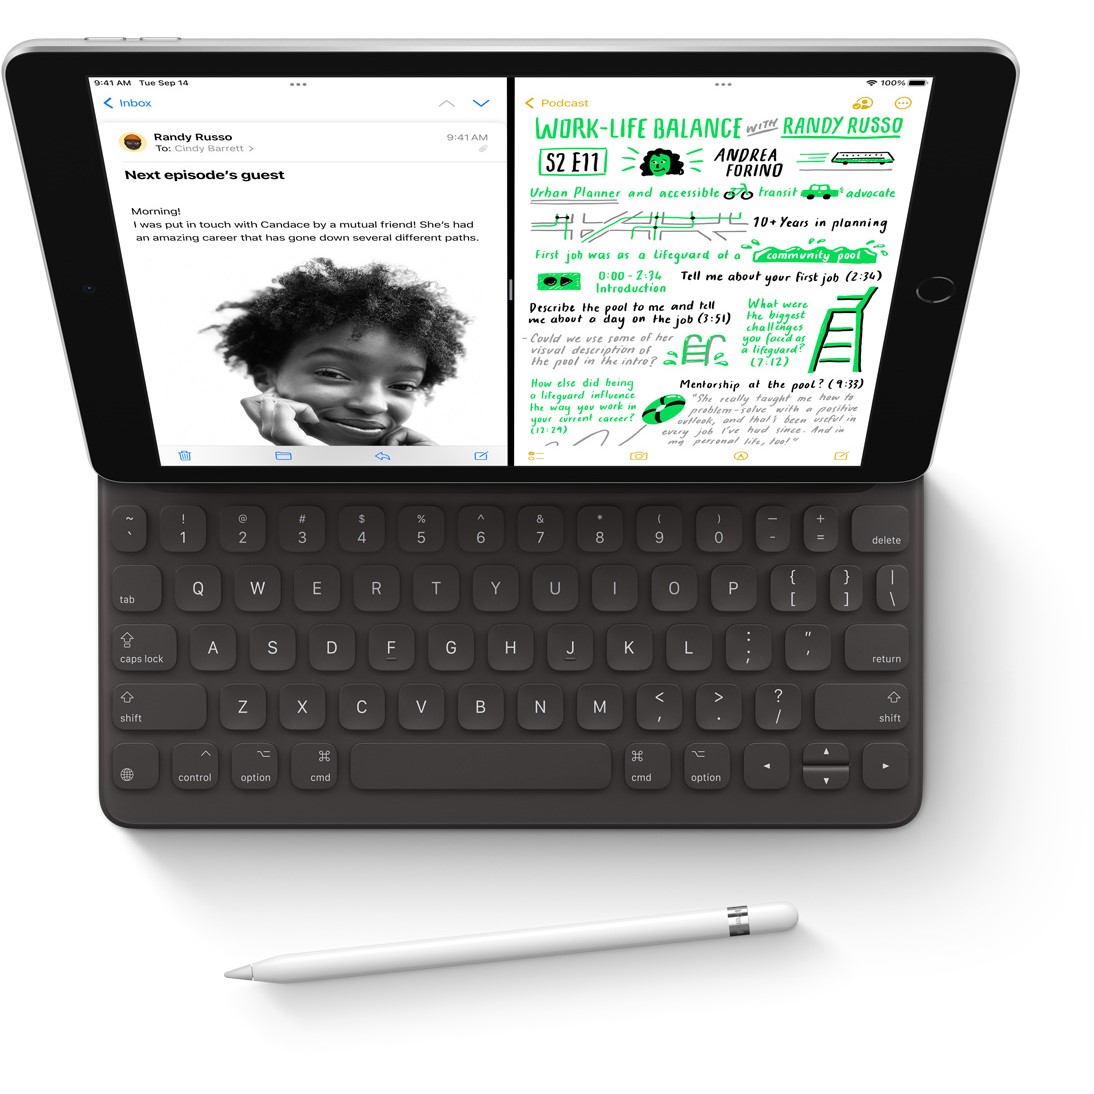 9:41 AM Tue Sep 14
Inbox
Randy Russo
9:41 AM
To: Cindy Barrett >
Next episode's guest
Morning!
I was put in touch with Candace by a mutual friend! She's had
an amazing career that has gone down several different paths.
100%
Podcast
WORK-LIFE BALANCE WITH RANDY RUSSO
S2 E11
ANDREA
FORINO
Urban Planner and accessible transit advocate
10+ Years in planning
First job was as a lifeguard at a community pool
0:00 - 2:34
Introduction
Tell me about your first job (2:34)
Describe the pool to me and tell
me about a day on the job (3:51)
- Could we use some of her
visual description of
the pool in the intro?
What were
the biggest
challenges
you faced as
a lifeguard?
(7:12)
How else did being
a lifeguard influence
the way you work in
your current career?
(12:29)
Mentorship at the pool? (9:33)
"She really taught me how to
problem-solve with a positive
outlook, and that's been useful in
every job I've had since. And in
my personal life, too!"
~ ! @ # $ % ^ & * ( ) — +
` 1 2 3 4 5 6 7 8 9 0 - = delete
{ } |
tab Q W E R T Y U I O P [ ] \
: "
caps lock A S D F G H J K L ; ' return
< > ?
shift Z X C V B N M , . / shift
control option cmd cmd option